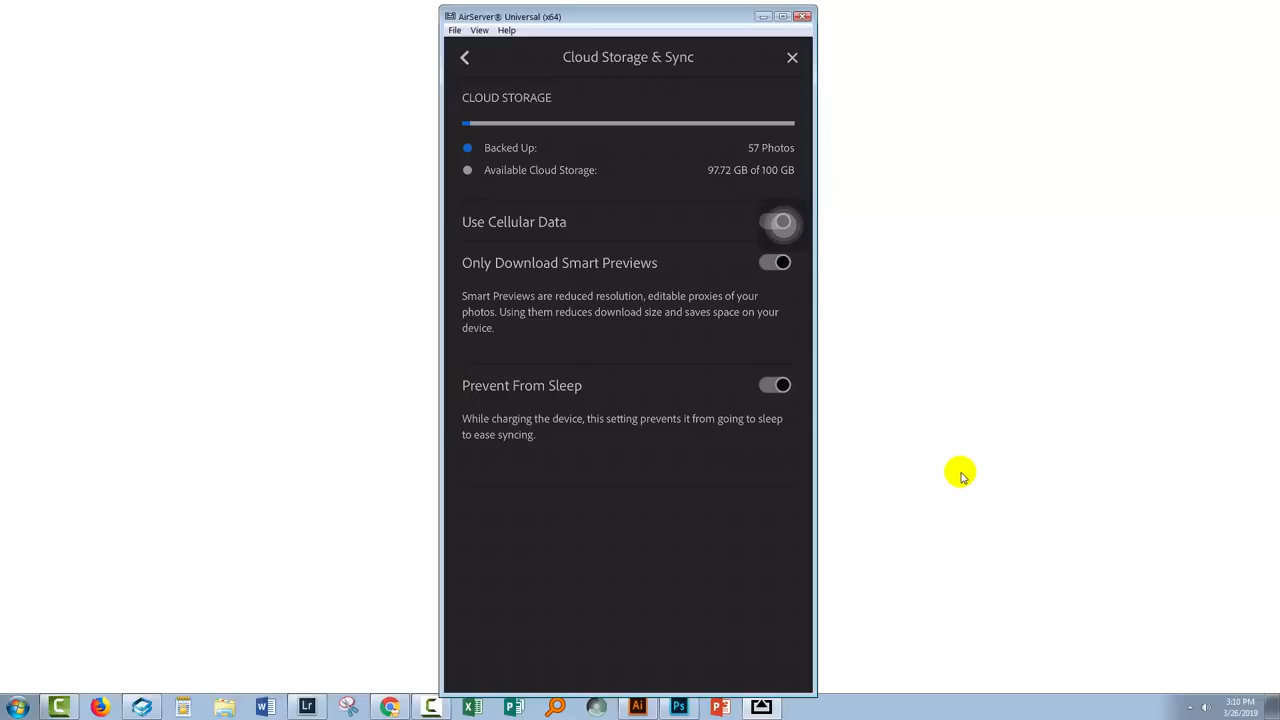 AirServer® Universal (x64)
File View Help
Cloud Storage & Sync
CLOUD STORAGE
Backed Up: 57 Photos
Available Cloud Storage: 97.72 GB of 100 GB
Use Cellular Data
Only Download Smart Previews
Smart Previews are reduced resolution, editable proxies of your
photos. Using them reduces download size and saves space on your
device.
Prevent From Sleep
While charging the device, this setting prevents it from going to sleep
to ease syncing.
Lr
Ai
Ps
3:10 PM
3/26/2019